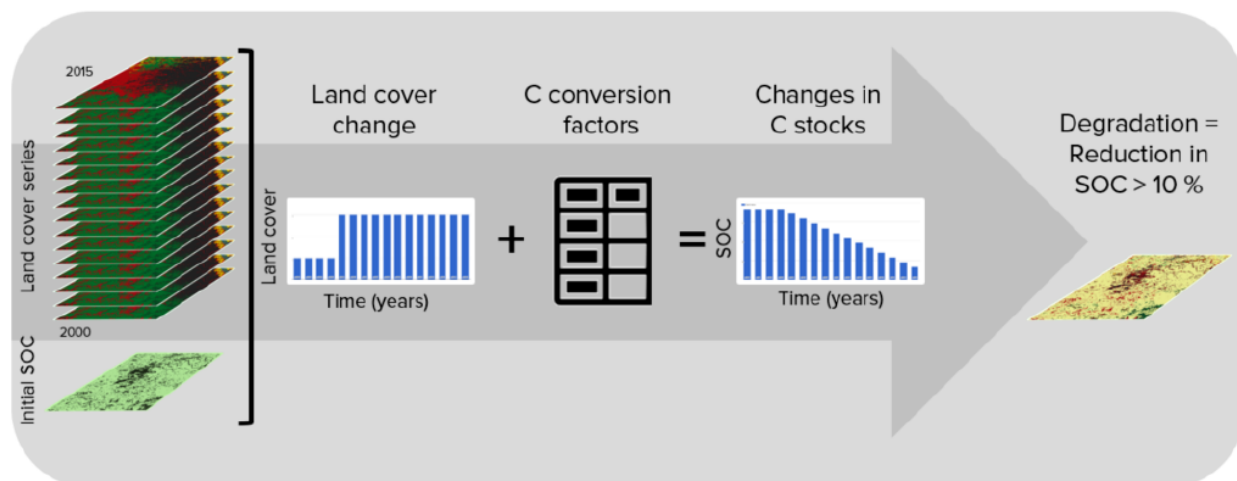 2015
Land cover series
2000
Initial SOC
Land cover
change
C conversion
factors
Changes in
C stocks
Land cover
Time (years)
+
=
SOC
Time (years)
Degradation =
Reduction in
SOC > 10 %